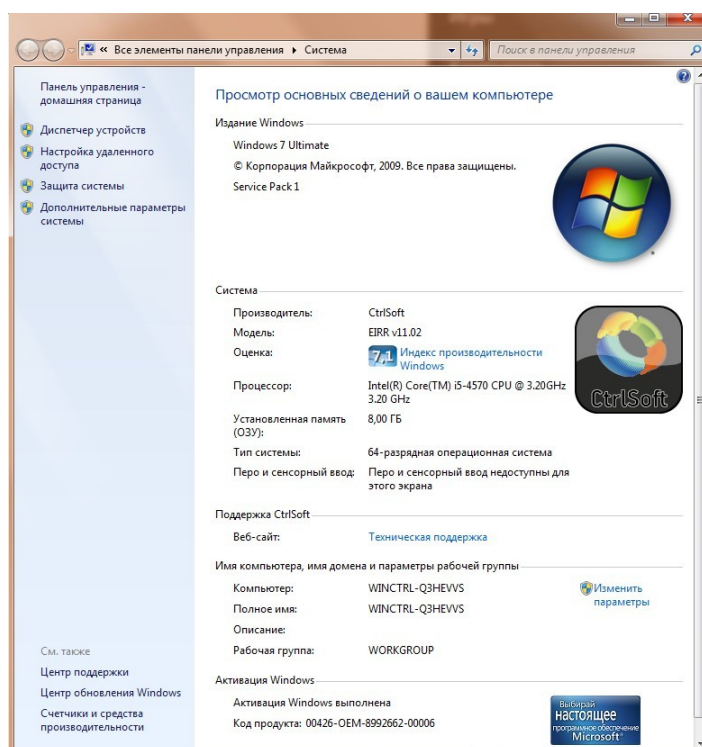 « Все элементы панели управления ▸ Система
Поиск в панели управления
Панель управления -
домашняя страница
Диспетчер устройств
Настройка удаленного
доступа
Защита системы
Дополнительные параметры
системы
См. также
Центр поддержки
Центр обновления Windows
Счетчики и средства
производительности
Просмотр основных сведений о вашем компьютере
Издание Windows
Windows 7 Ultimate
© Корпорация Майкрософт, 2009. Все права защищены.
Service Pack 1
Система
Производитель: CtrlSoft
Модель: EIRR v11.02
Оценка: 7,1 Индекс производительности
Windows
Процессор: Intel(R) Core(TM) i5-4570 CPU @ 3.20GHz
3.20 GHz
Установленная память 8,00 ГБ
(ОЗУ):
Тип системы: 64-разрядная операционная система
Перо и сенсорный ввод: Перо и сенсорный ввод недоступны для
этого экрана
CtrlSoft
Поддержка CtrlSoft
Веб-сайт: Техническая поддержка
Имя компьютера, имя домена и параметры рабочей группы
Компьютер: WINCTRL-Q3HEVVS Изменить
параметры
Полное имя: WINCTRL-Q3HEVVS
Описание:
Рабочая группа: WORKGROUP
Активация Windows
Активация Windows выполнена
Код продукта: 00426-OEM-8992662-00006
Выбирай
настоящее
программное обеспечение
Microsoft